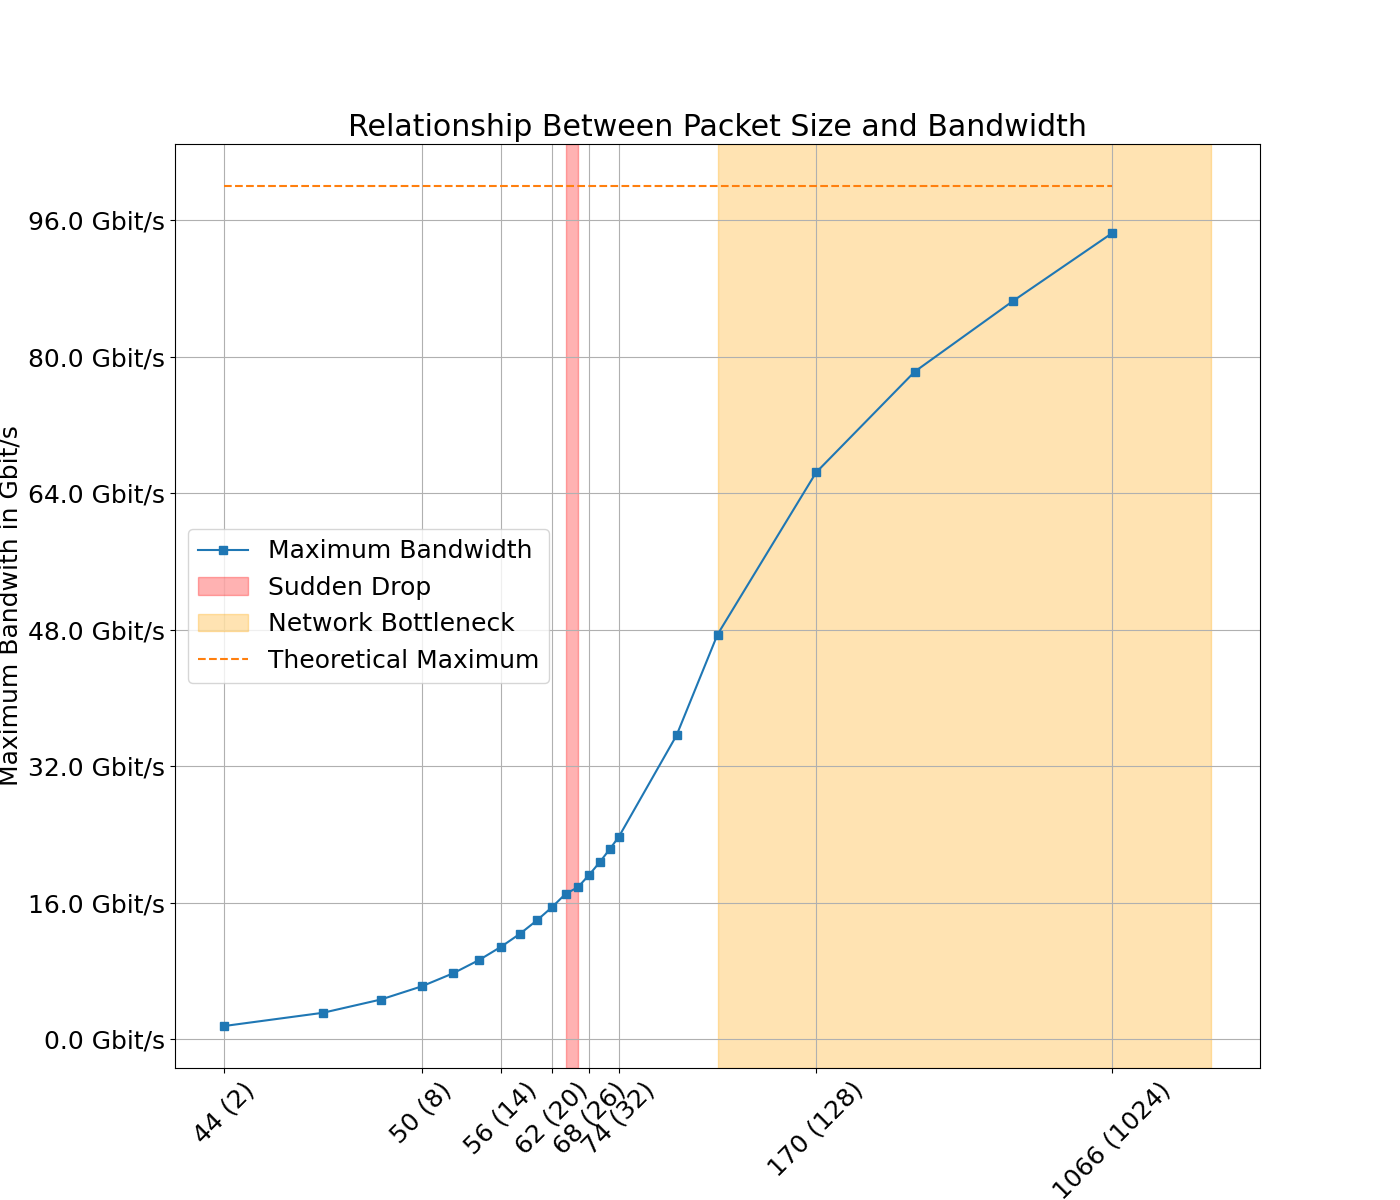 Relationship Between Packet Size and Bandwidth
96.0 Gbit/s
80.0 Gbit/s
64.0 Gbit/s
48.0 Gbit/s
32.0 Gbit/s
16.0 Gbit/s
0.0 Gbit/s
Maximum Bandwith in Gbit/s
Maximum Bandwidth
Sudden Drop
Network Bottleneck
Theoretical Maximum
44 (2)
50 (8)
56 (14)
62 (20)
68 (26)
74 (32)
170 (128)
1066 (1024)